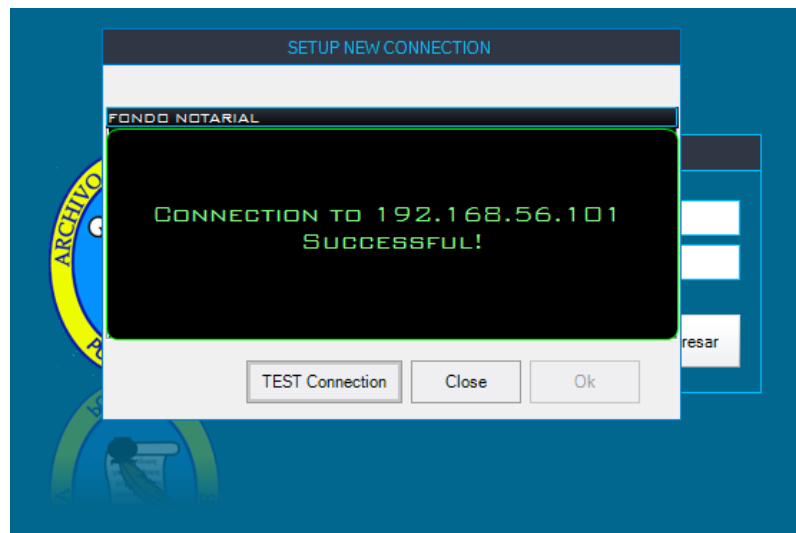 SETUP NEW CONNECTION
FONDO NOTARIAL
Connection to 192.168.56.101
Successful!
ARCHIVO
resar
TEST Connection
Close
Ok